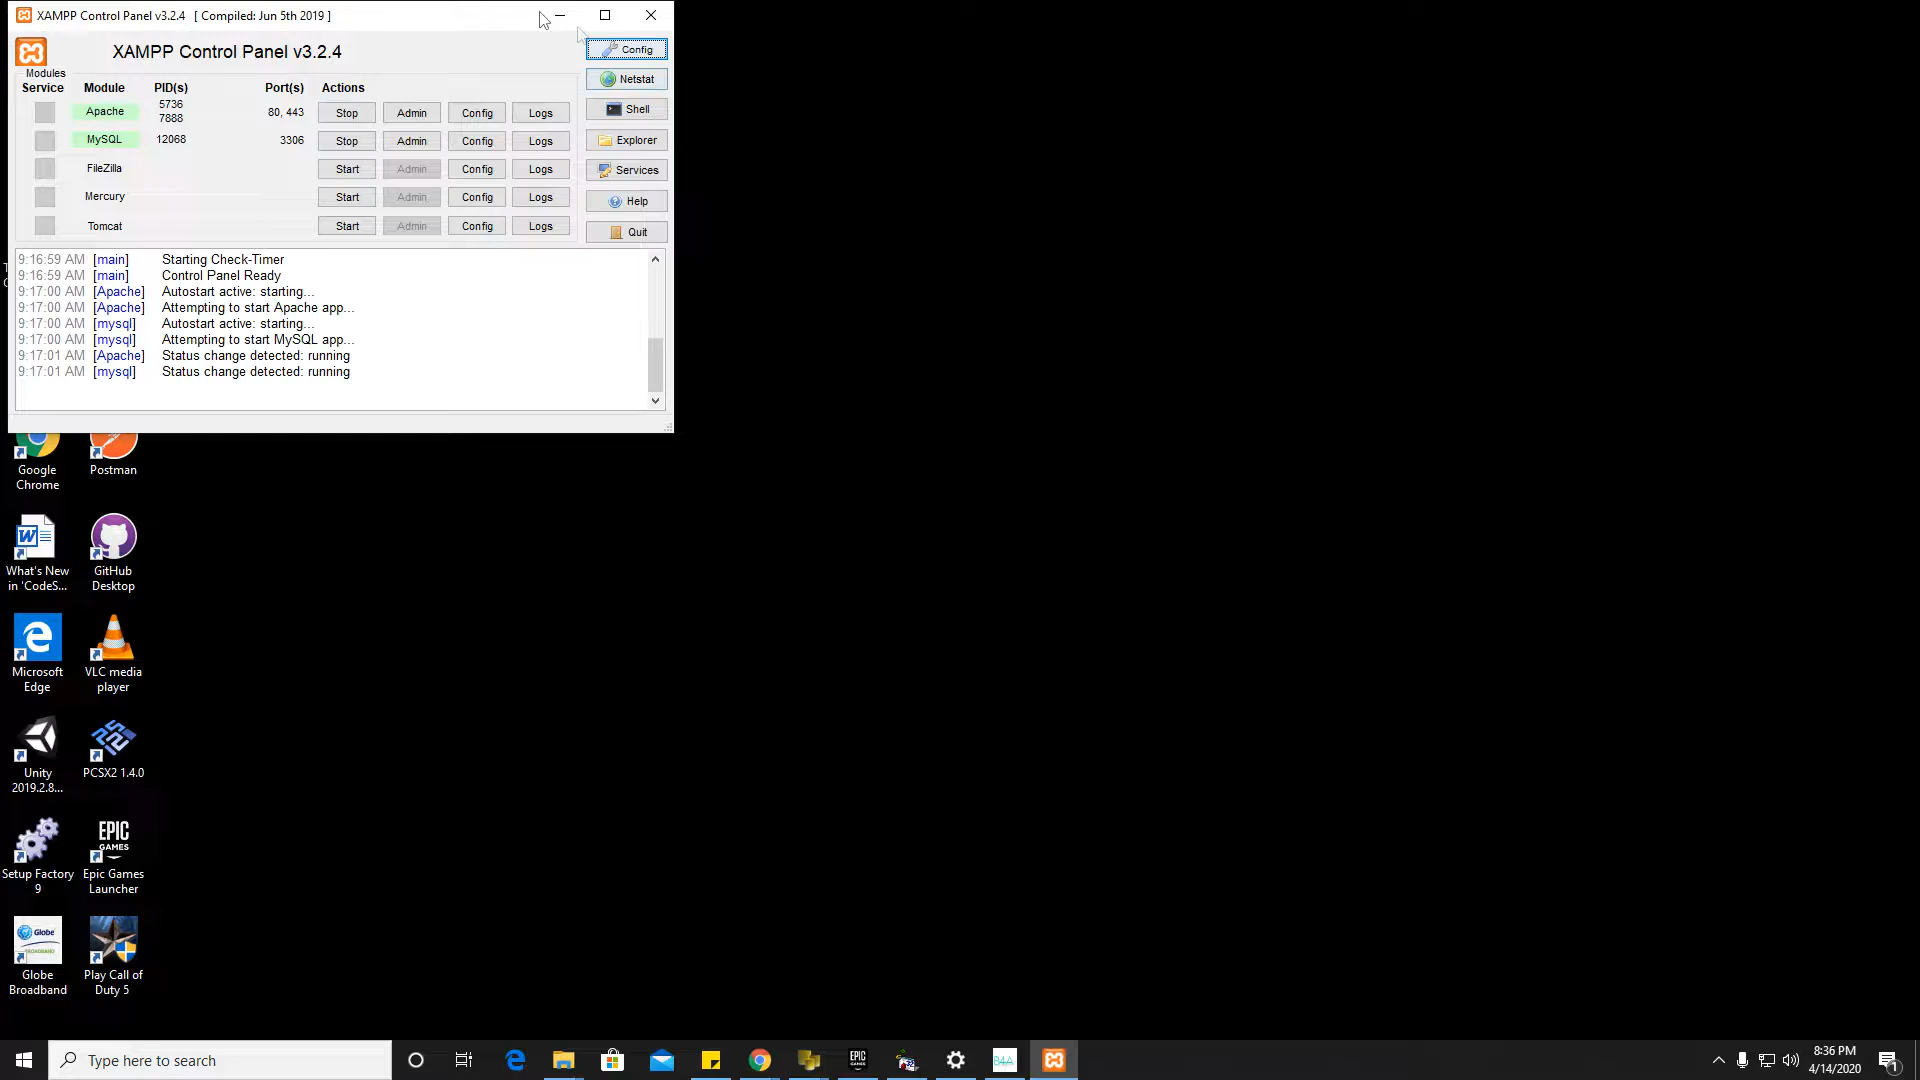 XAMPP Control Panel v3.2.4 [ Compiled: Jun 5th 2019 ]
XAMPP Control Panel v3.2.4
Config
Modules
Service Module PID(s) Port(s) Actions
Netstat
Apache 5736 7888 80, 443 Stop Admin Config Logs
Shell
MySQL 12068 3306 Stop Admin Config Logs
Explorer
FileZilla Start Admin Config Logs
Services
Mercury Start Admin Config Logs
Help
Tomcat Start Admin Config Logs
Quit
9:16:59 AM [main] Starting Check-Timer
9:16:59 AM [main] Control Panel Ready
9:17:00 AM [Apache] Autostart active: starting...
9:17:00 AM [Apache] Attempting to start Apache app...
9:17:00 AM [mysql] Autostart active: starting...
9:17:00 AM [mysql] Attempting to start MySQL app...
9:17:01 AM [Apache] Status change detected: running
9:17:01 AM [mysql] Status change detected: running
Google Chrome
Postman
What's New in 'CodeS...
GitHub Desktop
Microsoft Edge
VLC media player
Unity 2019.2.8...
PCSX2 1.4.0
Setup Factory 9
EPIC GAMES
Epic Games Launcher
Globe BROADBAND
Globe Broadband
Play Call of Duty 5
Type here to search
EPIC GAMES
B4A
8:36 PM
4/14/2020
1